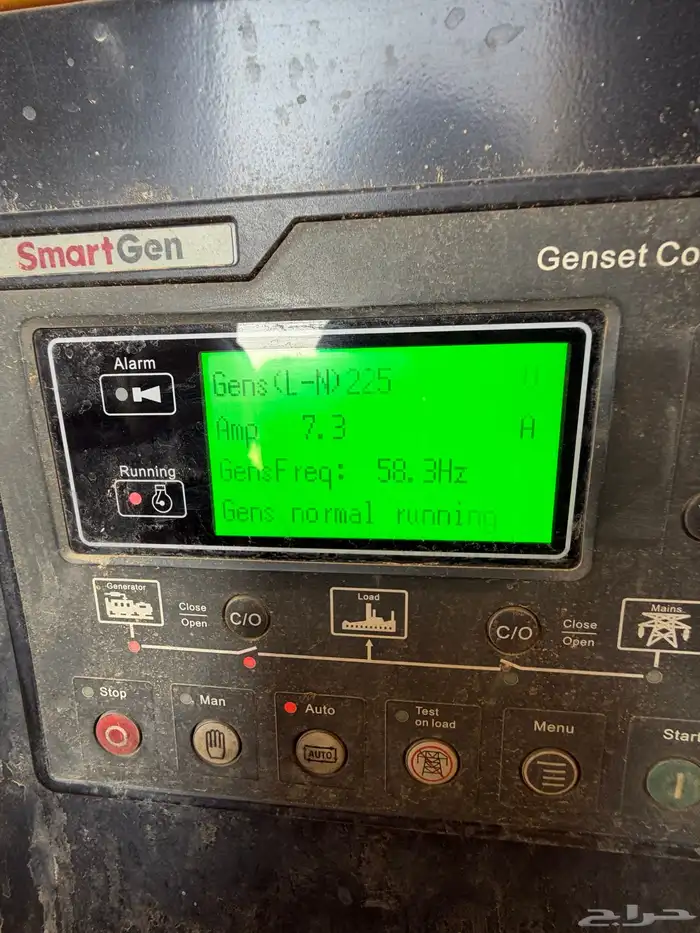 SmartGen
Genset Co
Alarm
Gens(L-N) 225 U
Amp 7.3 A
Running
GensFreq: 58.3Hz
Gens normal running
Generator
Close
Open
C/O
Load
C/O
Close
Open
Mains
Stop
Man
Auto
Test
on load
Menu
Start
AUTO
حراج